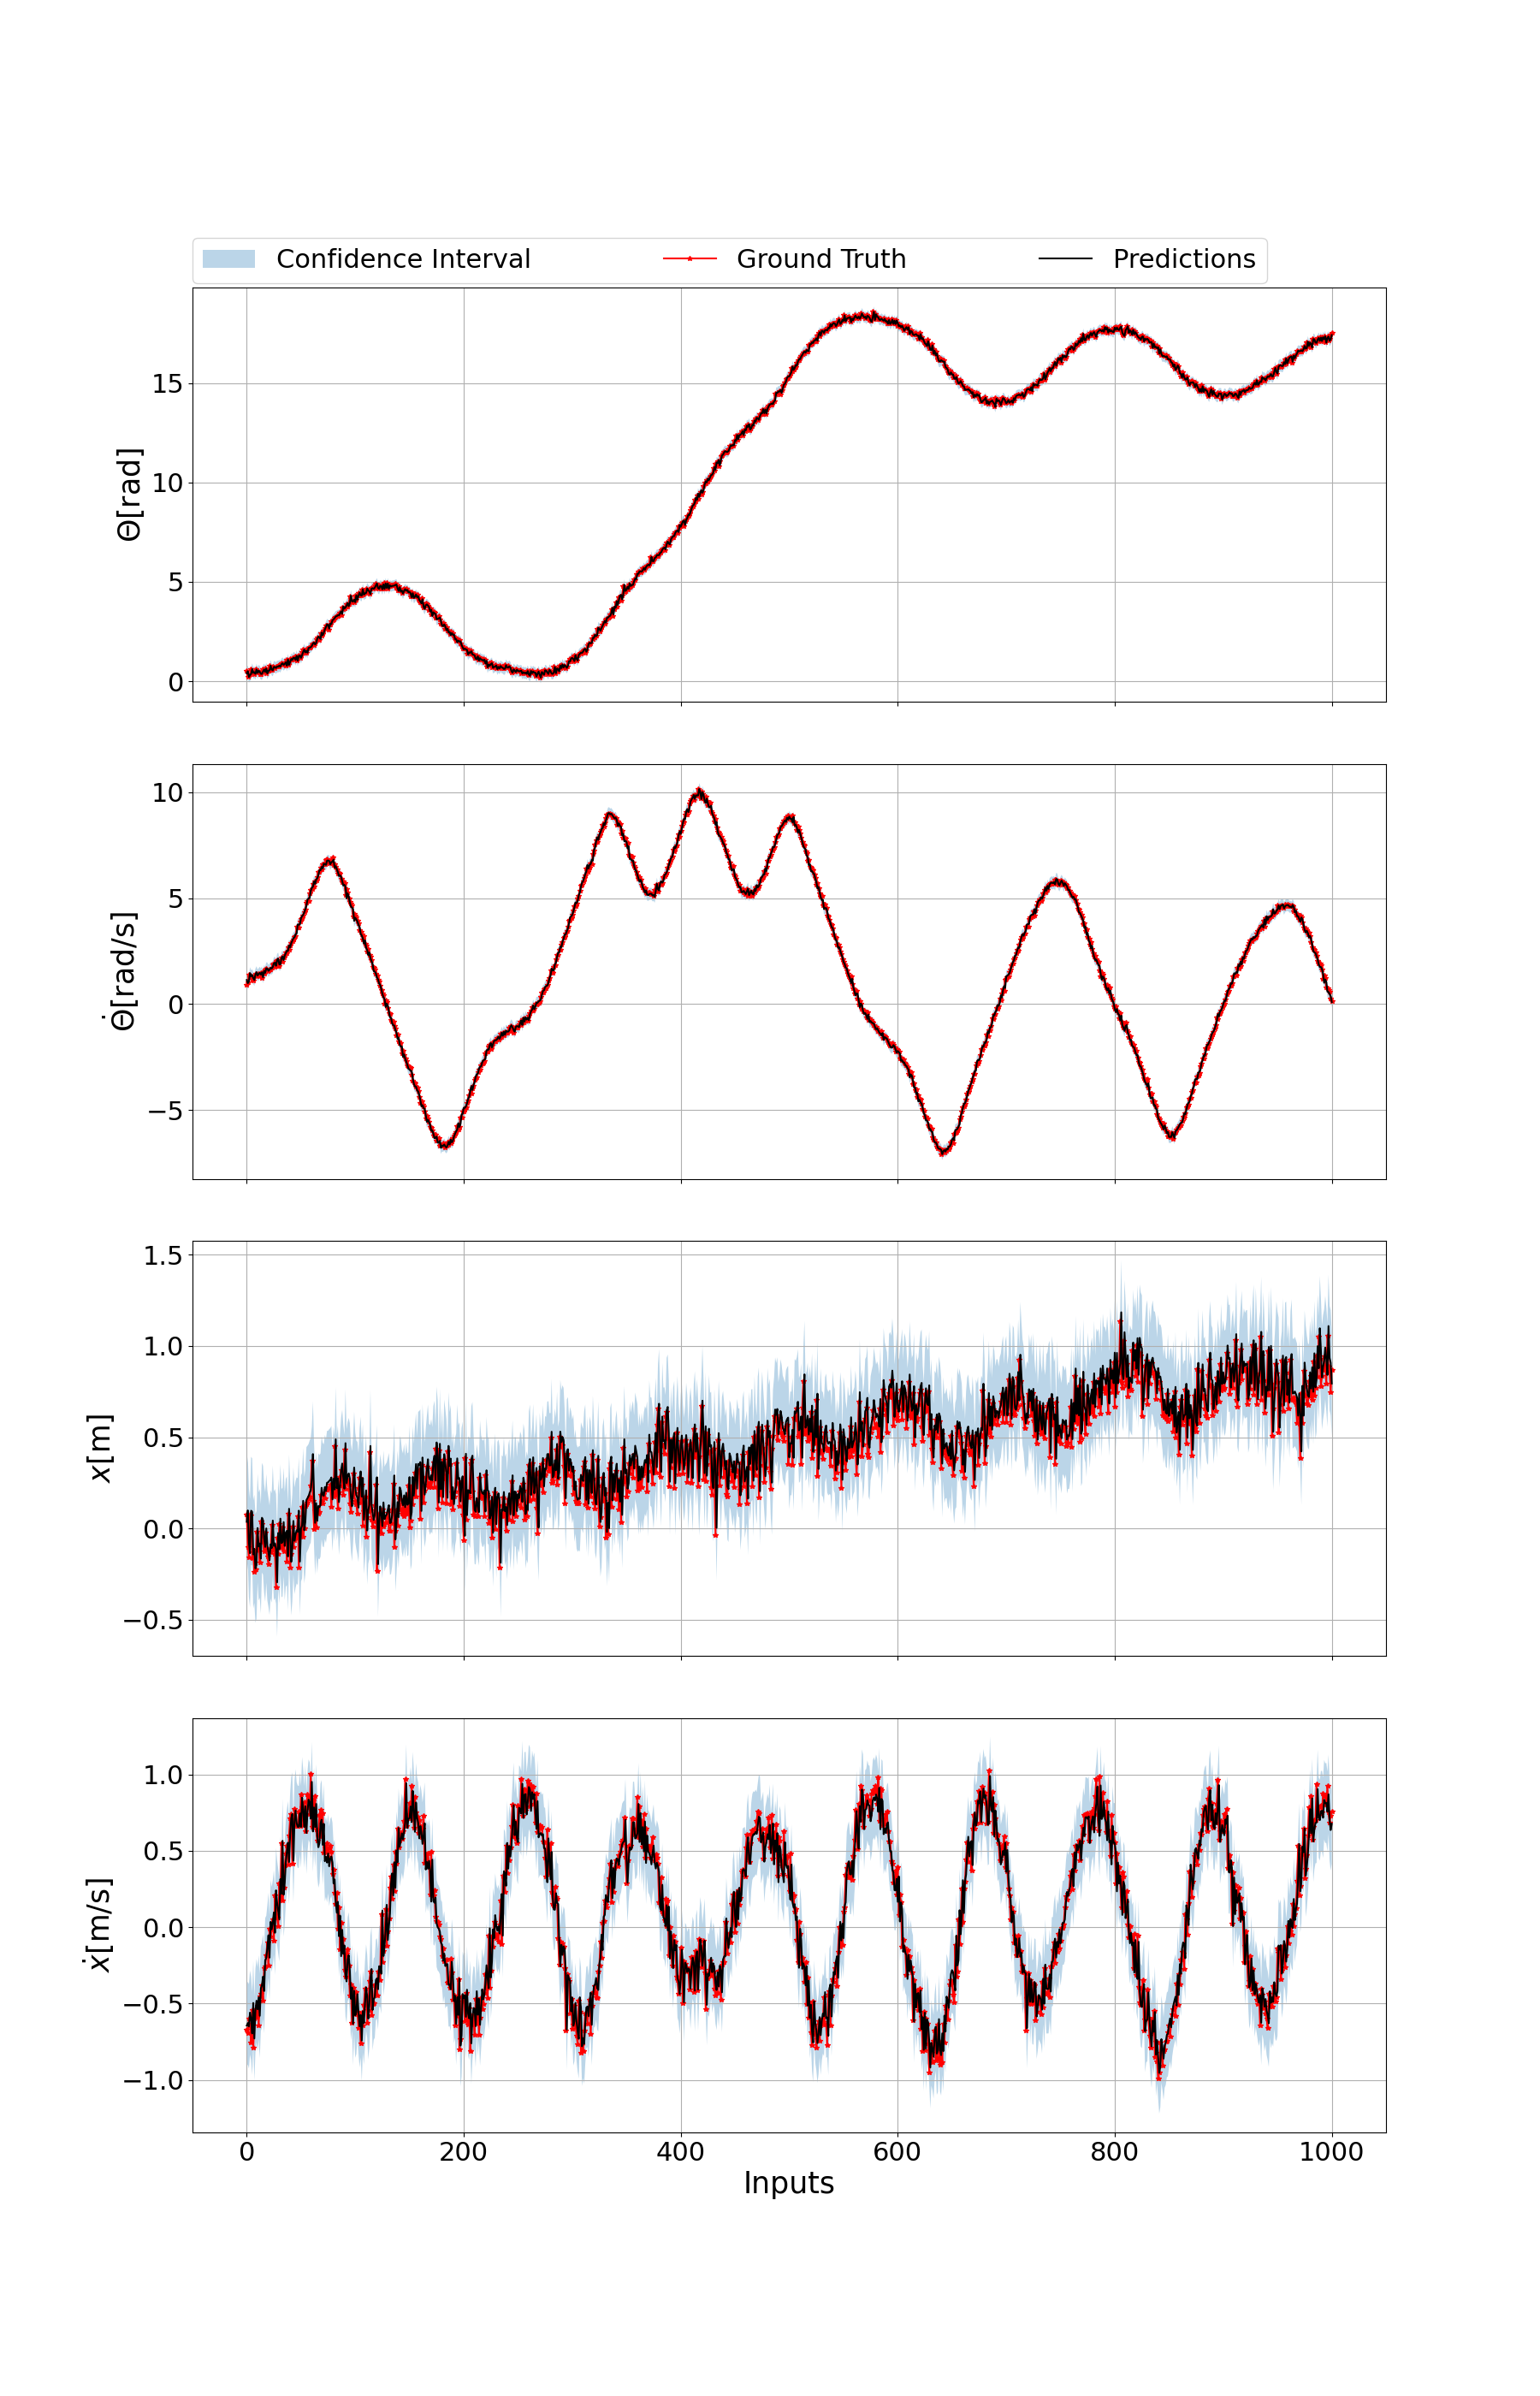 Confidence Interval Ground Truth Predictions
15
10
5
0
Θ[rad]
10
5
0
−5
Θ̇[rad/s]
1.5
1.0
0.5
0.0
−0.5
x[m]
1.0
0.5
0.0
−0.5
−1.0
ẋ[m/s]
0 200 400 600 800 1000
Inputs